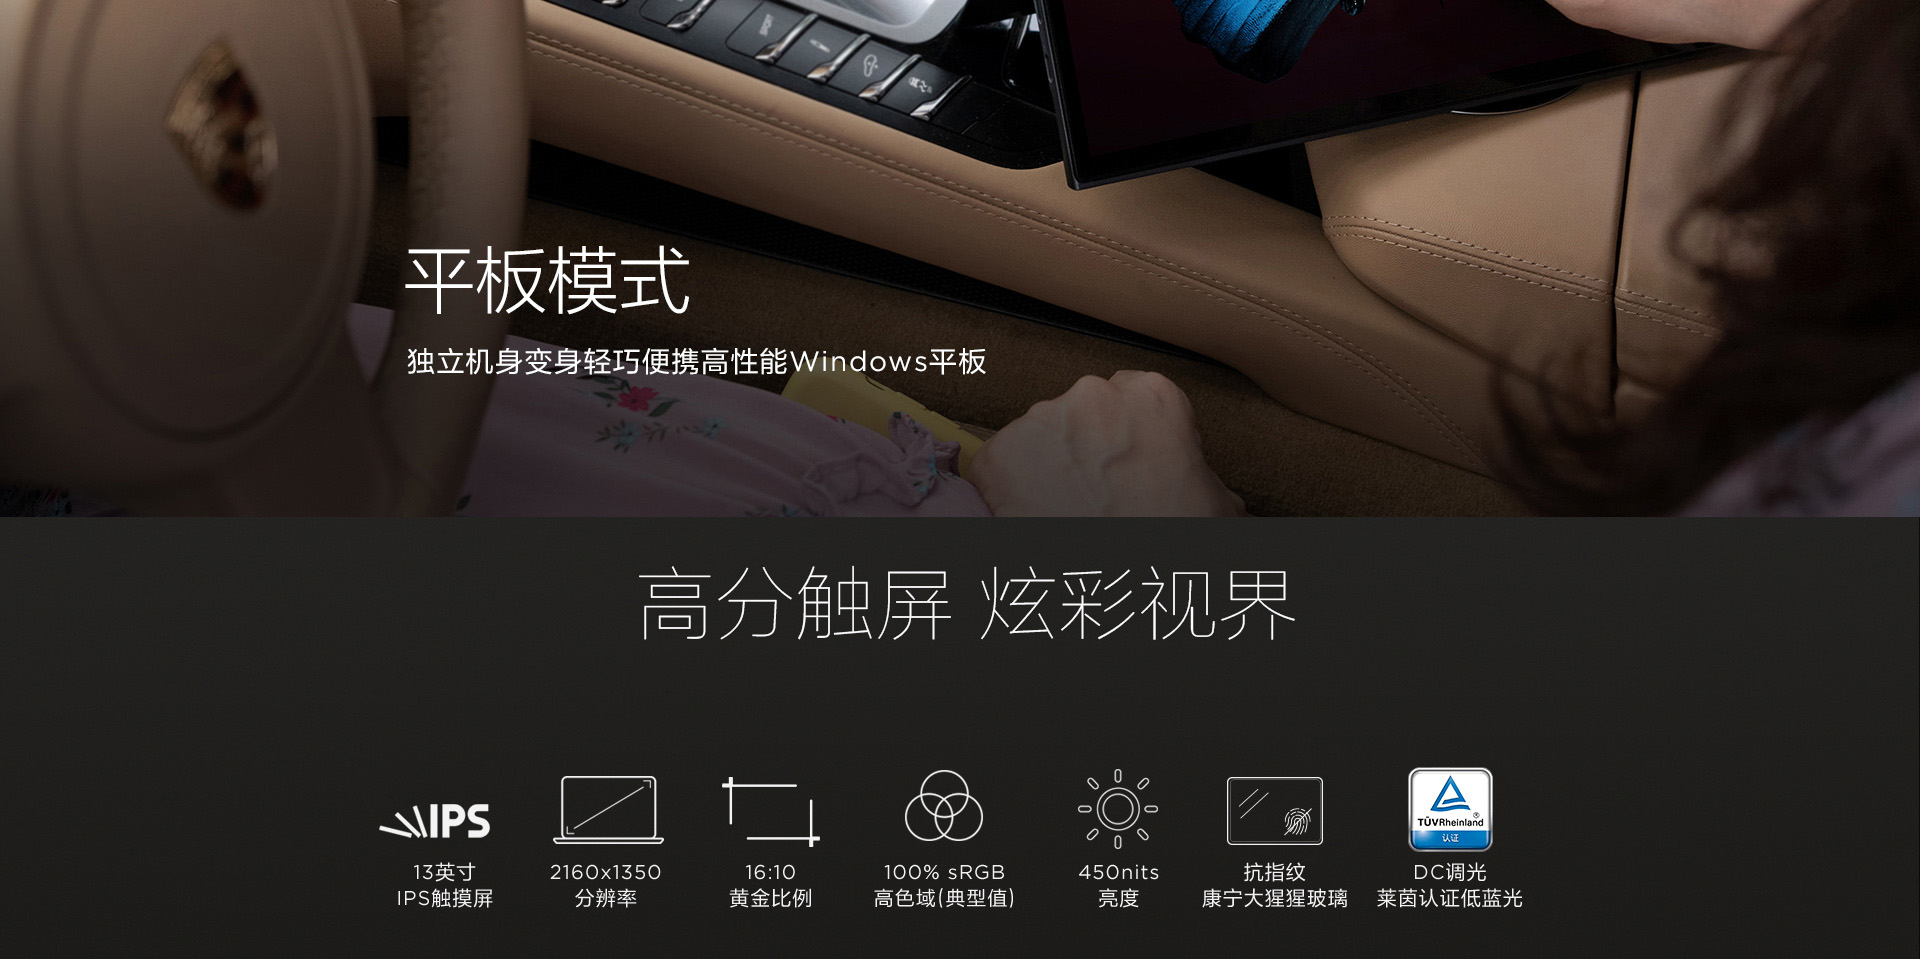 SPORT
平板模式
独立机身变身轻巧便携高性能Windows平板
高分触屏 炫彩视界
IPS
13英寸
IPS触摸屏
2160x1350
分辨率
16:10
黄金比例
100% sRGB
高色域(典型值)
450nits
亮度
抗指纹
康宁大猩猩玻璃
TÜVRheinland®
认证
DC调光
莱茵认证低蓝光